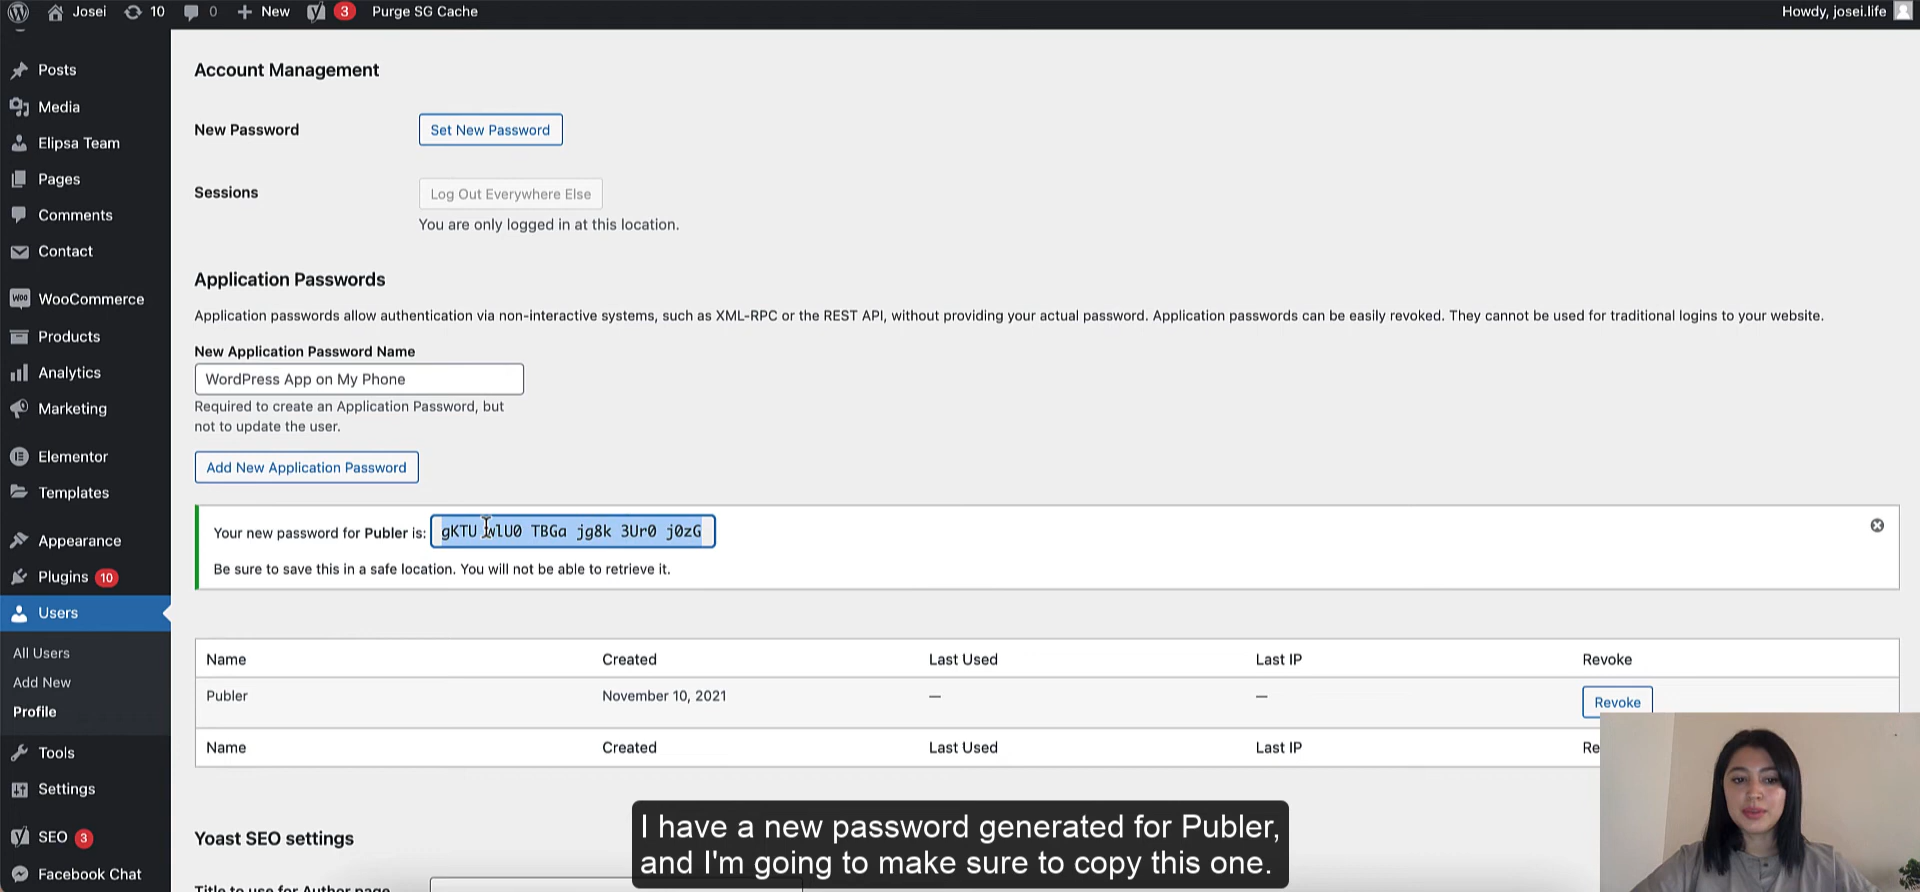 Josei
10
0
New
3
Purge SG Cache
Howdy, josei.life
Posts
Media
Elipsa Team
Pages
Comments
Contact
WooCommerce
Products
Analytics
Marketing
Elementor
Templates
Appearance
Plugins 10
Users
All Users
Add New
Profile
Tools
Settings
SEO 3
Facebook Chat
Account Management
New Password
Set New Password
Sessions
Log Out Everywhere Else
You are only logged in at this location.
Application Passwords
Application passwords allow authentication via non-interactive systems, such as XML-RPC or the REST API, without providing your actual password. Application passwords can be easily revoked. They cannot be used for traditional logins to your website.
New Application Password Name
WordPress App on My Phone
Required to create an Application Password, but
not to update the user.
Add New Application Password
Your new password for Publer is: gKTU wlU0 TBGa jg8k 3Ur0 j0zG
Be sure to save this in a safe location. You will not be able to retrieve it.
Name Created Last Used Last IP Revoke
Publer November 10, 2021 — — Revoke
Name Created Last Used Last IP Re
Yoast SEO settings
Title to use for Author page
I have a new password generated for Publer,
and I'm going to make sure to copy this one.